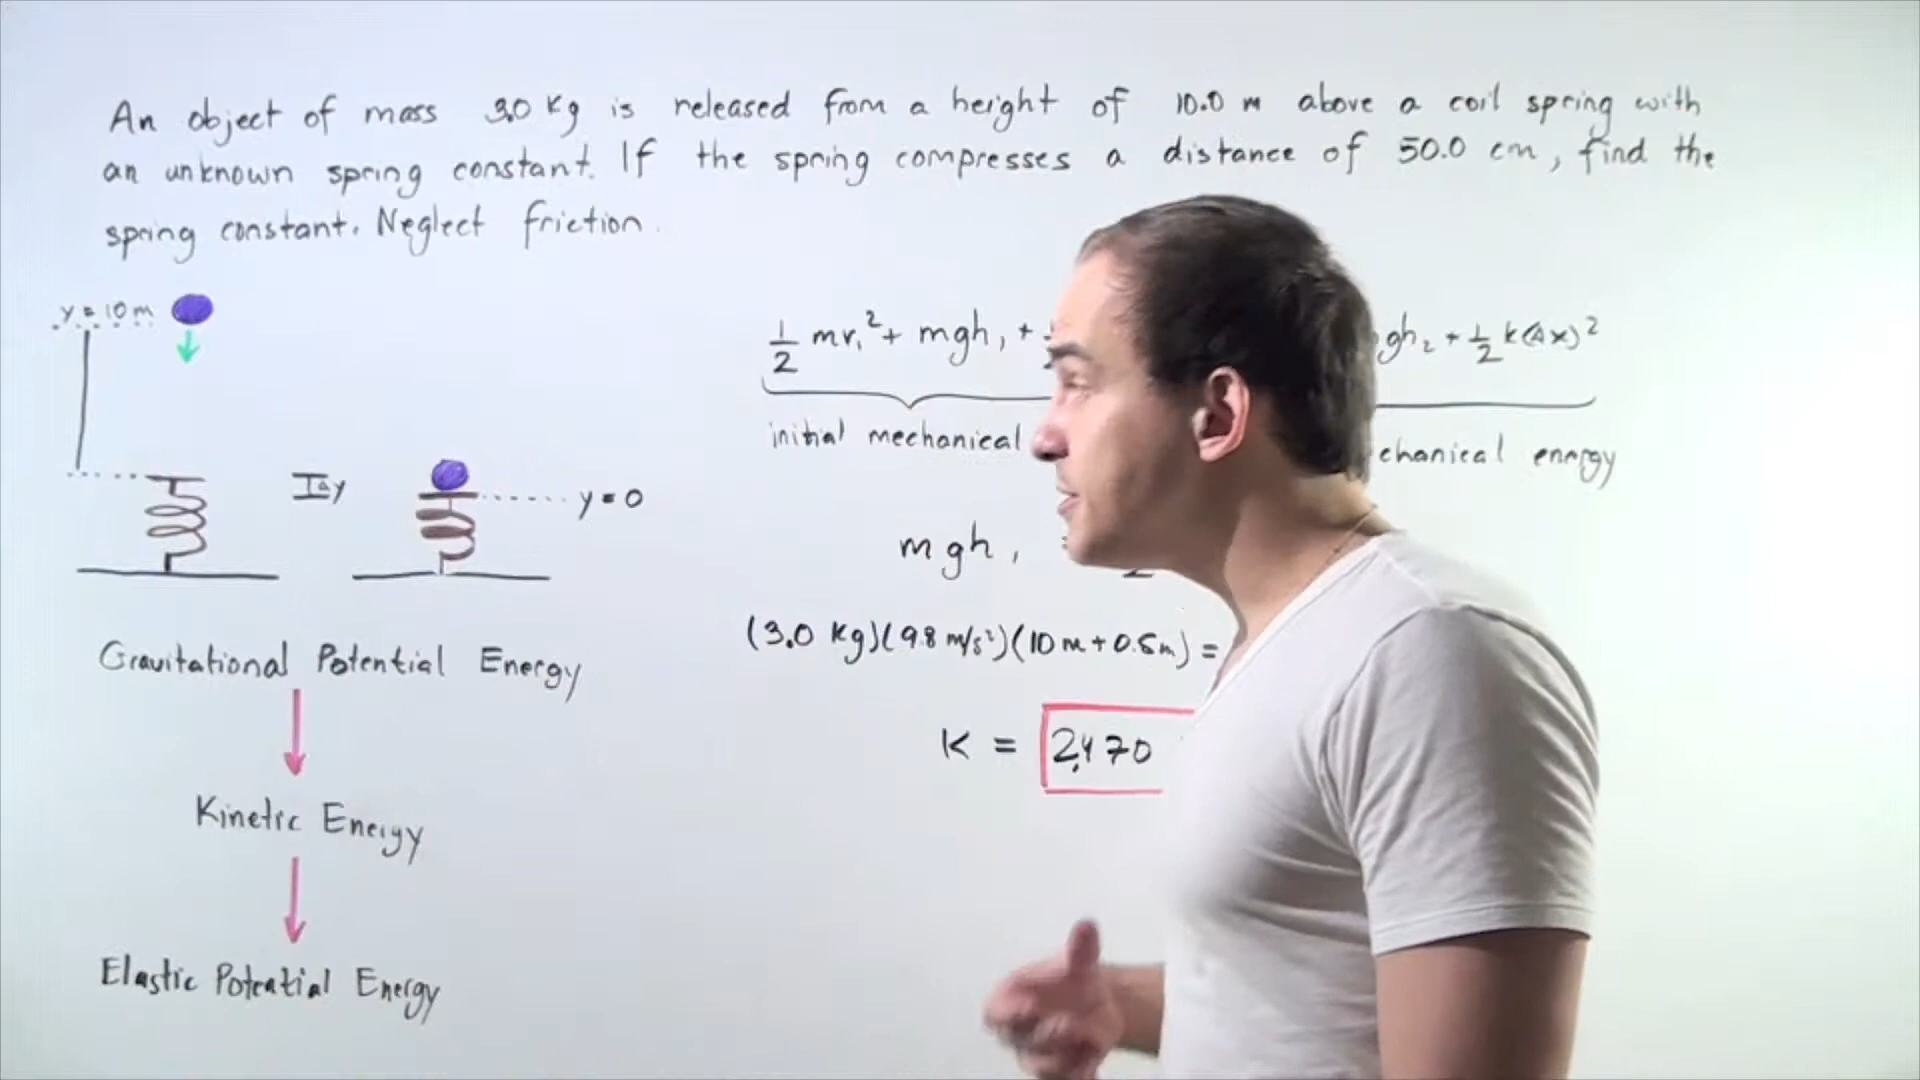 An object of mass 3.0 Kg is released from a height of 10.0 m above a coil spring with
an unknown spring constant. If the spring compresses a distance of 50.0 cm, find the
spring constant. Neglect friction.
y = 10 m
1/2 mv₁² + mgh₁ +
gh₂ + 1/2 k(Δx)²
initial mechanical
chanical energy
Δy
y = 0
mgh₁
2
(3.0 kg)(9.8 m/s²)(10 m + 0.5m) =
Gravitational Potential Energy
K = 2,470
Kinetic Energy
Elastic Potential Energy